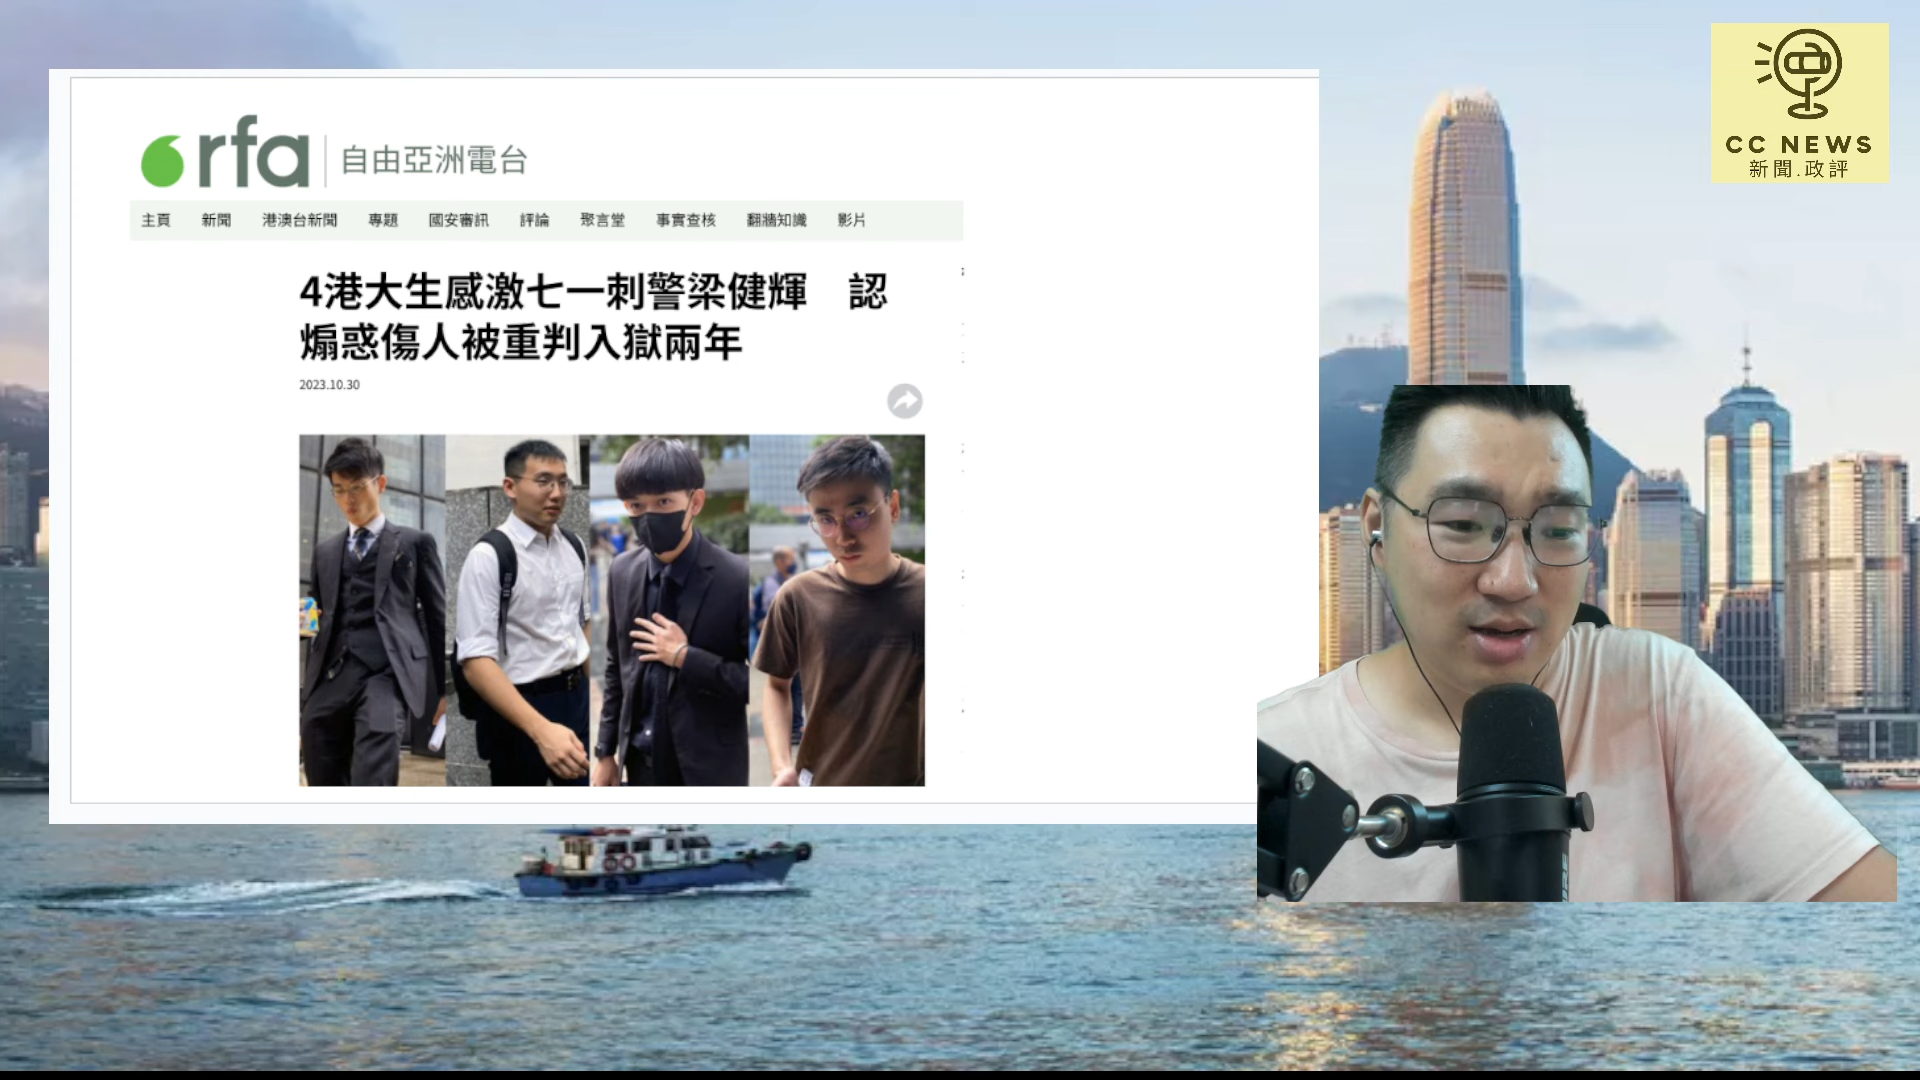 rfa 自由亞洲電台
主頁 新聞 港澳台新聞 專題 國安審訊 評論 聚言堂 事實查核 翻牆知識 影片
4港大生感激七一刺警梁健輝 認
煽惑傷人被重判入獄兩年
2023.10.30
CC NEWS
新聞.政評